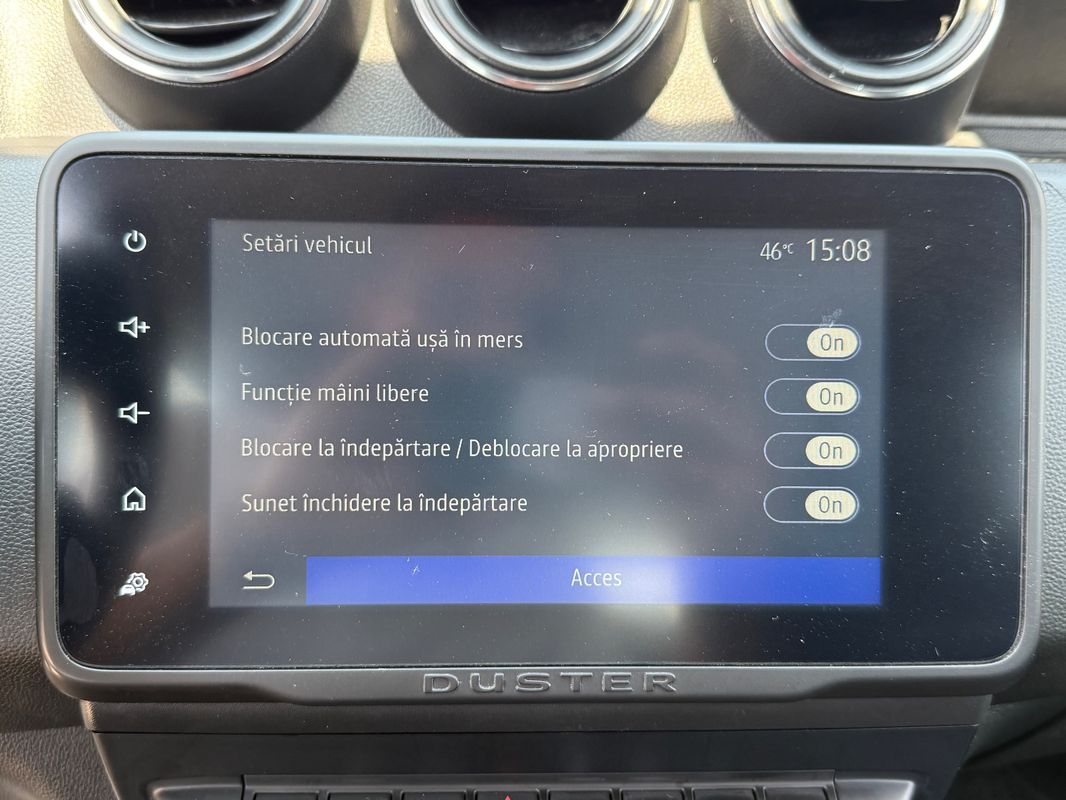 Setări vehicul 46°C 15:08
Blocare automată ușă în mers On
Funcție mâini libere On
Blocare la îndepărtare / Deblocare la apropriere On
Sunet închidere la îndepărtare On
Acces
DUSTER